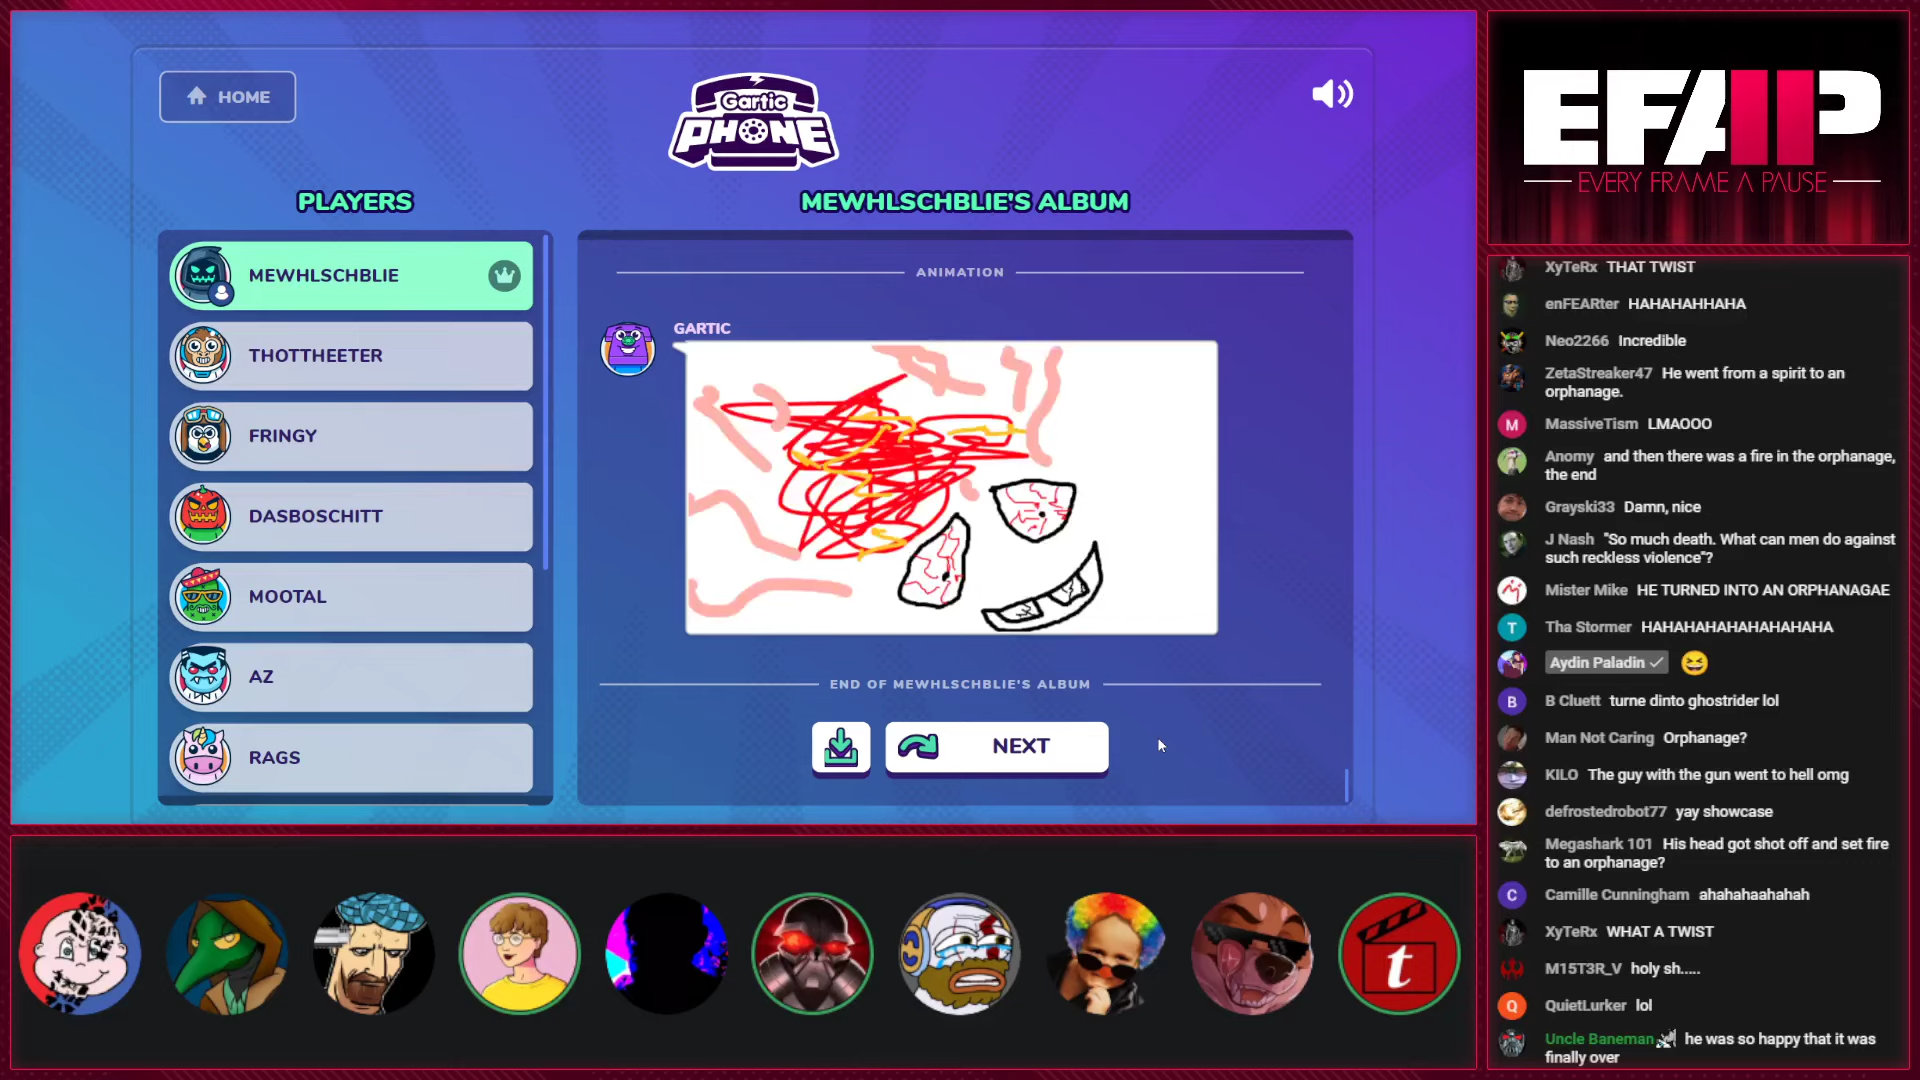 HOME
Gartic
PHONE
PLAYERS
MEWHLSCHBLIE'S ALBUM
MEWHLSCHBLIE
THOTTHEETER
FRINGY
DASBOSCHITT
MOOTAL
AZ
RAGS
ANIMATION
GARTIC
END OF MEWHLSCHBLIE'S ALBUM
NEXT
EFAP
EVERY FRAME A PAUSE
XyTeRx THAT TWIST
enFEARter HAHAHAHHAHA
Neo2266 Incredible
ZetaStreaker47 He went from a spirit to an
orphanage.
M
MassiveTism LMAOOO
Anomy and then there was a fire in the orphanage,
the end
Grayski33 Damn, nice
J Nash "So much death. What can men do against
such reckless violence"?
Mister Mike HE TURNED INTO AN ORPHANAGAE
T
Tha Stormer HAHAHAHAHAHAHAHA
Aydin Paladin
B
B Cluett turne dinto ghostrider lol
Man Not Caring Orphanage?
KILO The guy with the gun went to hell omg
defrostedrobot77 yay showcase
Megashark 101 His head got shot off and set fire
to an orphanage?
C
Camille Cunningham ahahahaahahah
XyTeRx WHAT A TWIST
M15T3R_V holy sh.....
Q
QuietLurker lol
Uncle Baneman he was so happy that it was
finally over
t